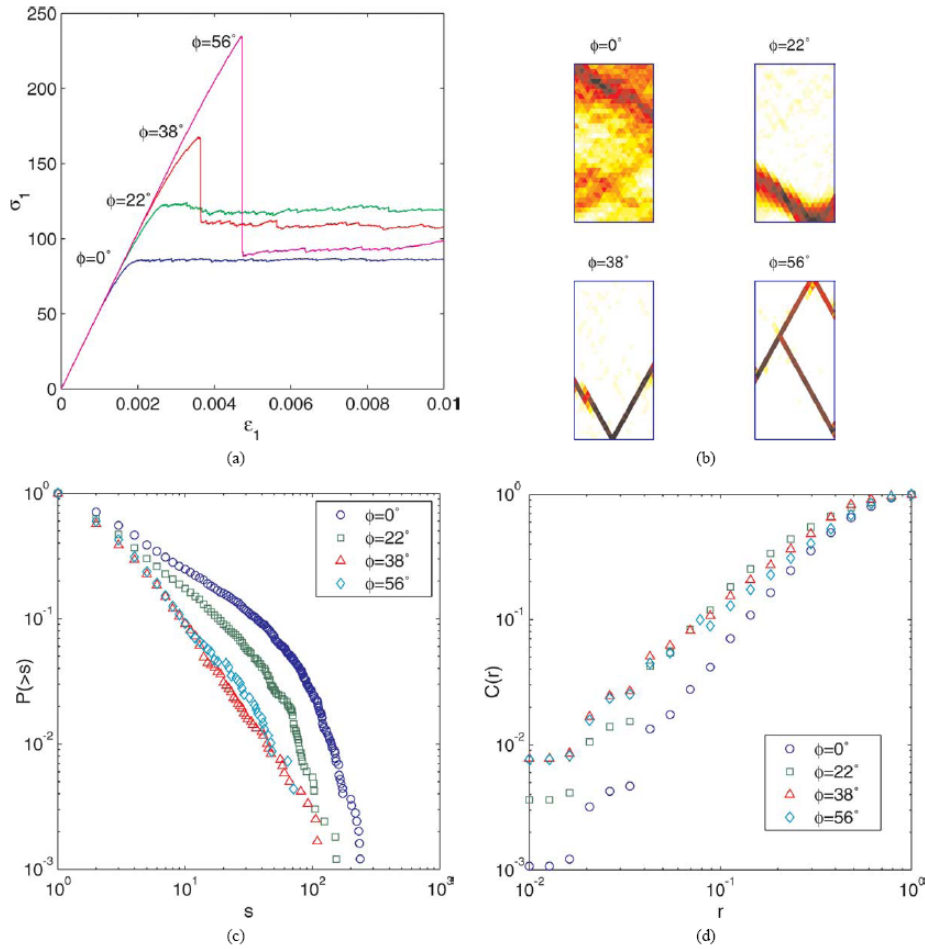 250
200
150
100
50
0
σ1
φ=56°
φ=38°
φ=22°
φ=0°
0 0.002 0.004 0.006 0.008 0.01
ε1
(a)
φ=0° φ=22°
φ=38° φ=56°
(b)
10^0
10^-1
10^-2
10^-3
P(>s)
φ=0°
φ=22°
φ=38°
φ=56°
10^0 10^1 10^2 10^3
s
(c)
10^0
10^-1
10^-2
10^-3
C(r)
φ=0°
φ=22°
φ=38°
φ=56°
10^-2 10^-1 10^0
r
(d)